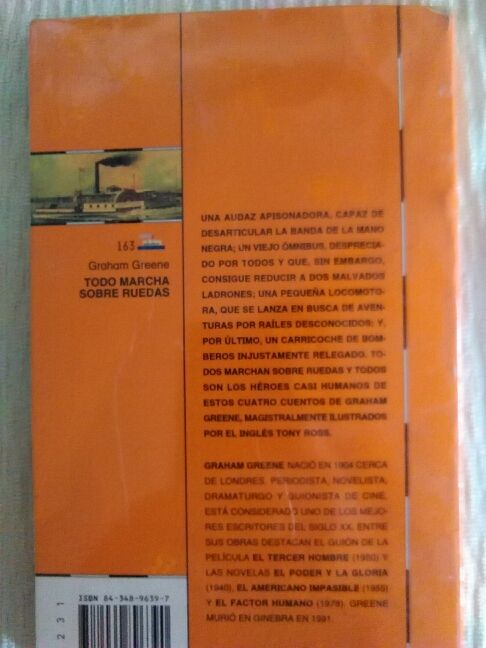 163
Graham Greene
TODO MARCHA
SOBRE RUEDAS
UNA AUDAZ APISONADORA, CAPAZ DE
DESARTICULAR LA BANDA DE LA MANO
NEGRA; UN VIEJO ÓMNIBUS, DESPRECIA-
DO POR TODOS Y QUE, SIN EMBARGO,
CONSIGUE REDUCIR A DOS MALVADOS
LADRONES; UNA PEQUEÑA LOCOMOTO-
RA, QUE SE LANZA EN BUSCA DE AVEN-
TURAS POR RAÍLES DESCONOCIDOS; Y,
POR ÚLTIMO, UN CARRICOCHE DE BOM-
BEROS INJUSTAMENTE RELEGADO. TO-
DOS MARCHAN SOBRE RUEDAS Y TODOS
SON LOS HÉROES CASI HUMANOS DE
ESTOS CUATRO CUENTOS DE GRAHAM
GREENE, MAGISTRALMENTE ILUSTRADOS
POR EL INGLÉS TONY ROSS.
GRAHAM GREENE NACIÓ EN 1904 CERCA
DE LONDRES. PERIODISTA, NOVELISTA,
DRAMATURGO Y GUIONISTA DE CINE,
ESTÁ CONSIDERADO UNO DE LOS MEJO-
RES ESCRITORES DEL SIGLO XX. ENTRE
SUS OBRAS DESTACAN EL GUIÓN DE LA
PELÍCULA EL TERCER HOMBRE (1950) Y
LAS NOVELAS EL PODER Y LA GLORIA
(1940), EL AMERICANO IMPASIBLE (1955)
Y EL FACTOR HUMANO (1978). GREENE
MURIÓ EN GINEBRA EN 1991.
ISBN 84-348-9639-7
2 3 1